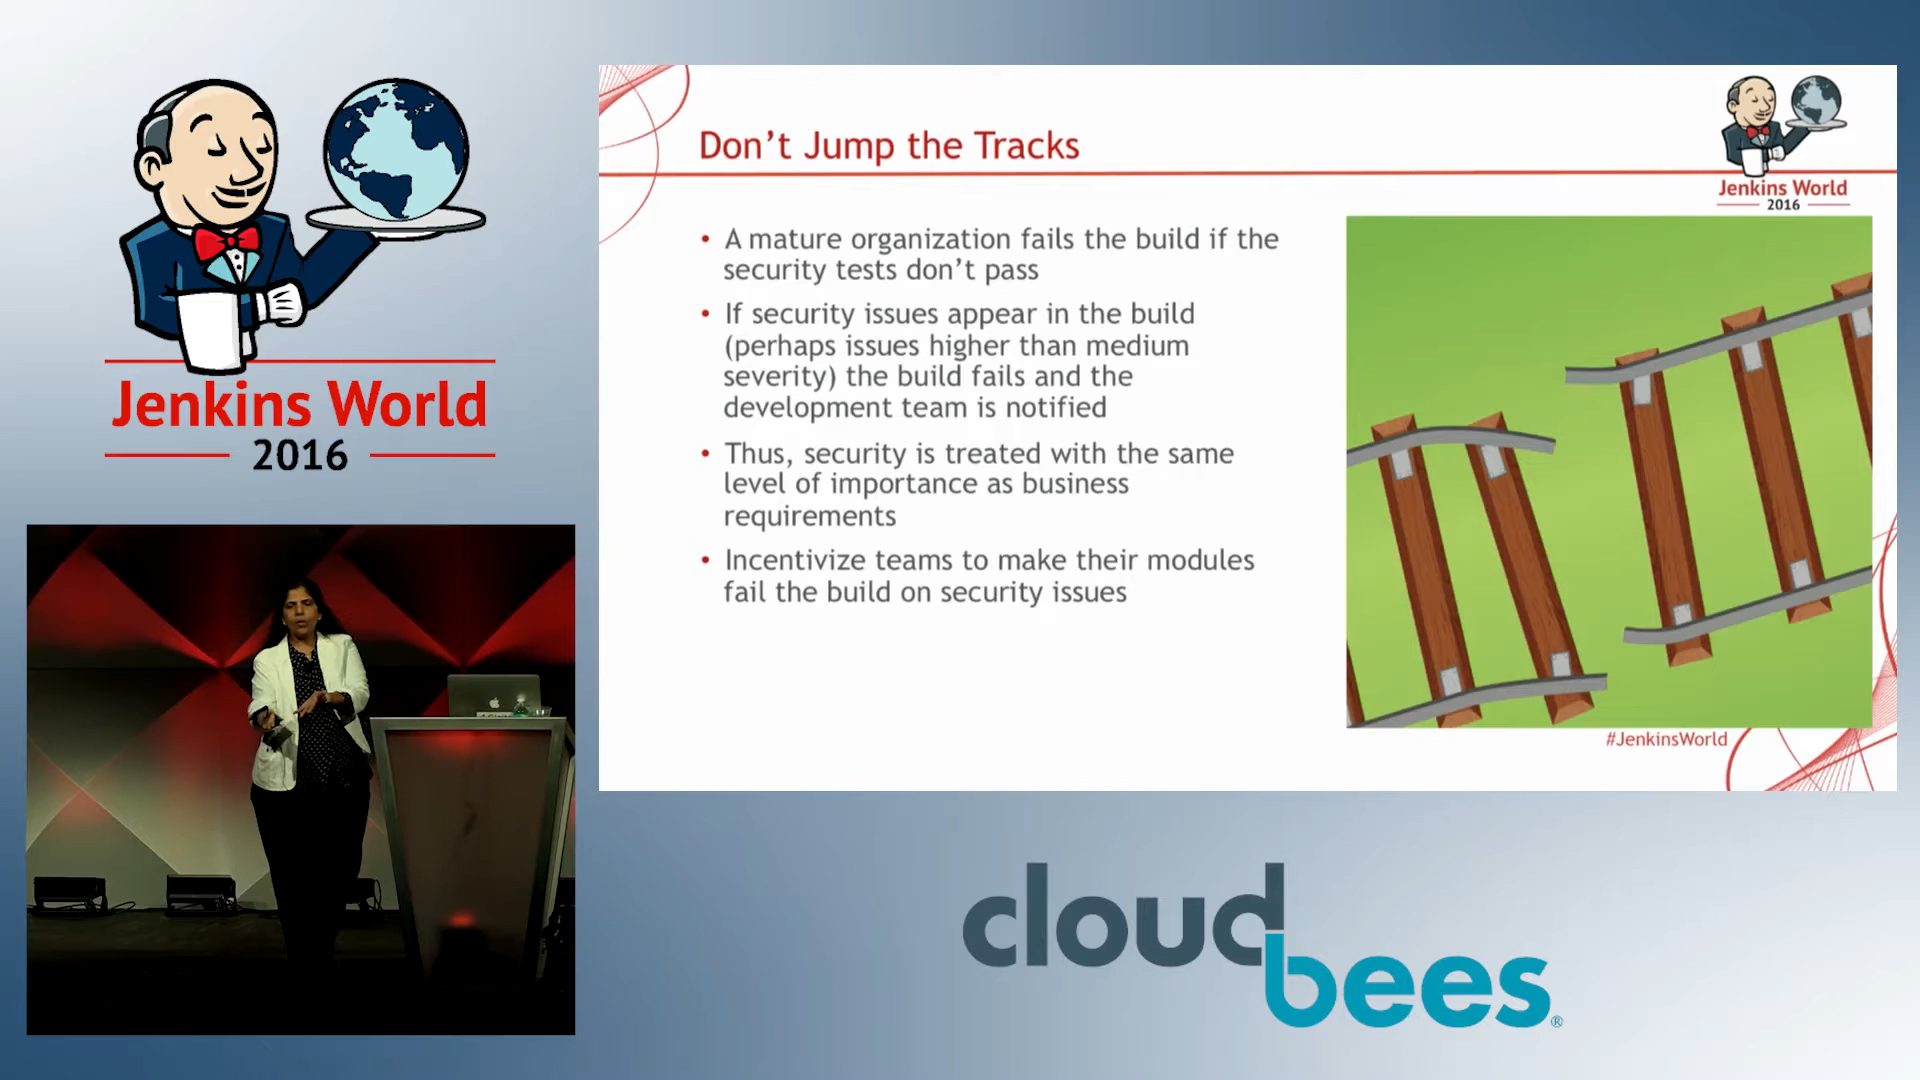 Jenkins World
2016
Don't Jump the Tracks
Jenkins World
2016
• A mature organization fails the build if the
security tests don't pass
• If security issues appear in the build
(perhaps issues higher than medium
severity) the build fails and the
development team is notified
• Thus, security is treated with the same
level of importance as business
requirements
• Incentivize teams to make their modules
fail the build on security issues
#JenkinsWorld
cloud
bees®